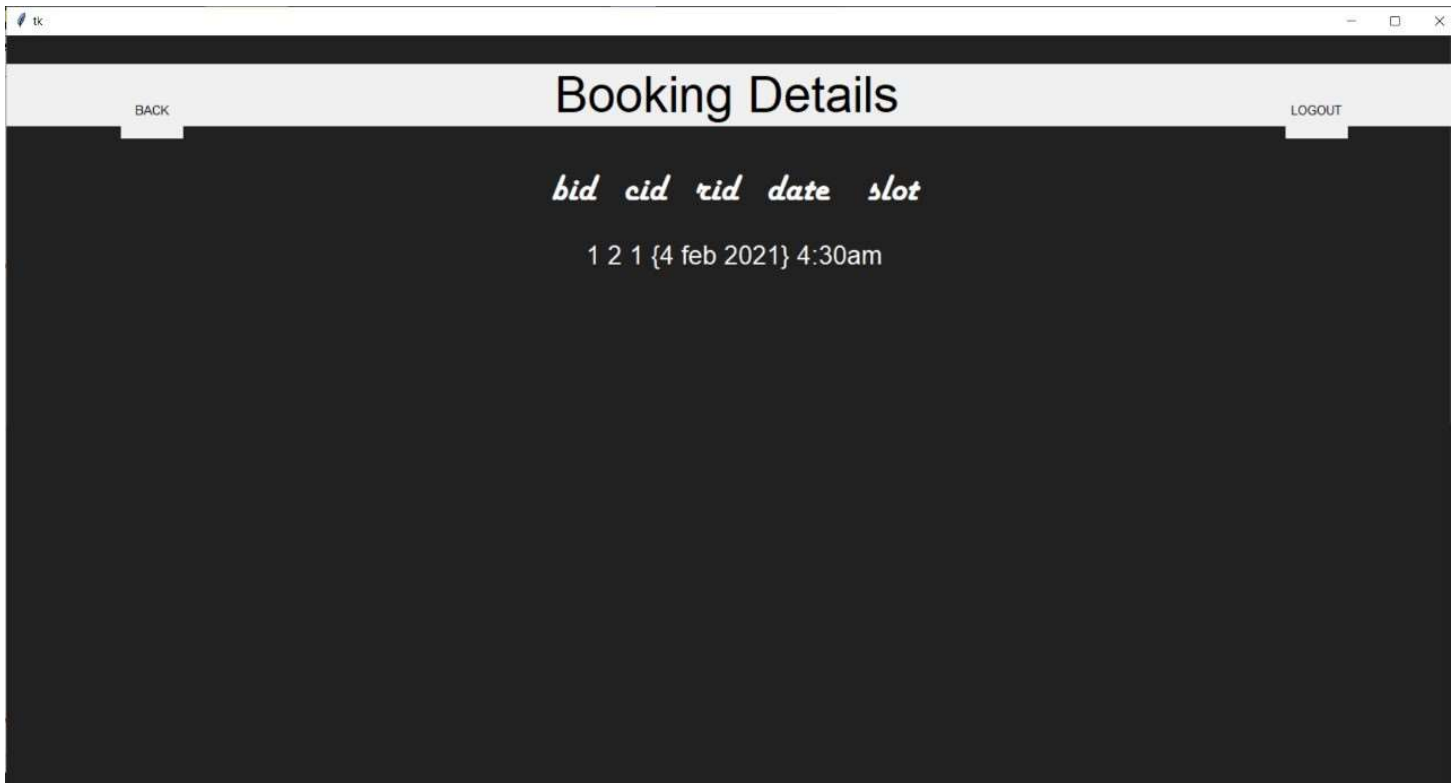 tk
Booking Details
BACK
LOGOUT
bid cid rid date slot
1 2 1 {4 feb 2021} 4:30am